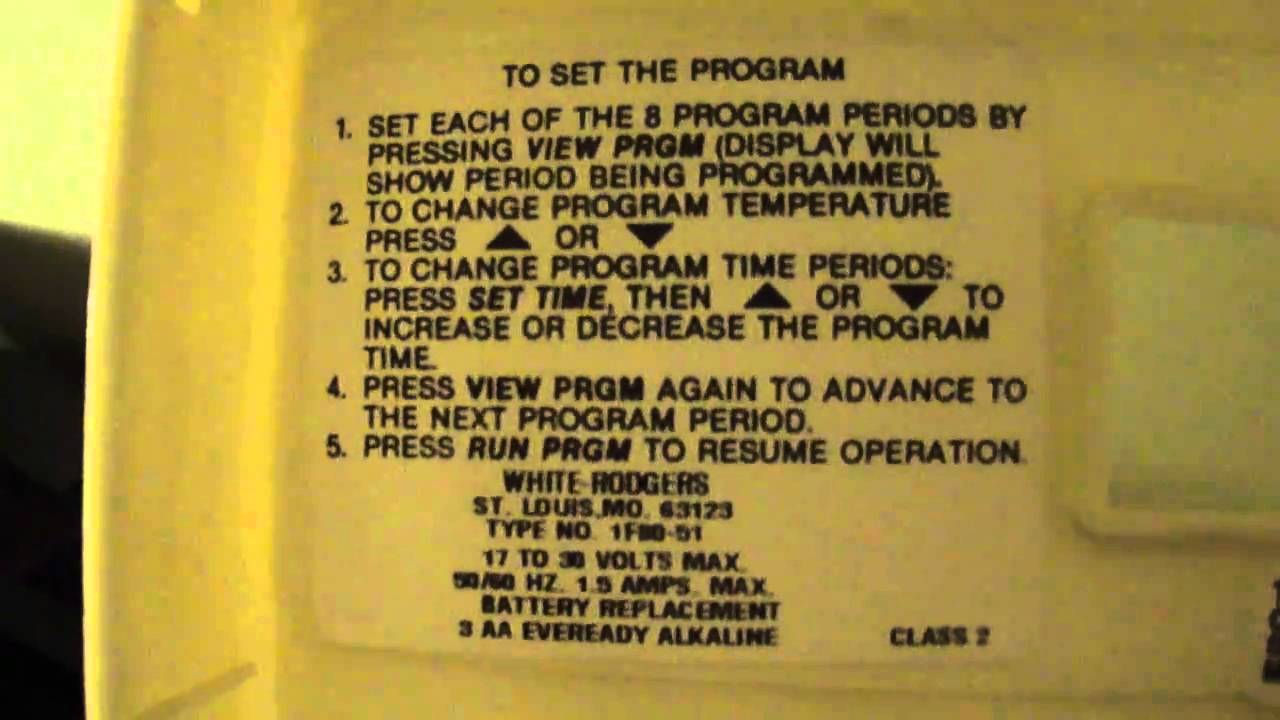 TO SET THE PROGRAM
1. SET EACH OF THE 8 PROGRAM PERIODS BY
PRESSING VIEW PRGM (DISPLAY WILL
SHOW PERIOD BEING PROGRAMMED).
2. TO CHANGE PROGRAM TEMPERATURE
PRESS ▲ OR ▼
3. TO CHANGE PROGRAM TIME PERIODS:
PRESS SET TIME, THEN ▲ OR ▼ TO
INCREASE OR DECREASE THE PROGRAM
TIME.
4. PRESS VIEW PRGM AGAIN TO ADVANCE TO
THE NEXT PROGRAM PERIOD.
5. PRESS RUN PRGM TO RESUME OPERATION.
WHITE-RODGERS
ST. LOUIS, MO. 63123
TYPE NO. 1F80-51
17 TO 30 VOLTS MAX.
50/60 HZ. 1.5 AMPS. MAX.
BATTERY REPLACEMENT
3 AA EVEREADY ALKALINE CLASS 2